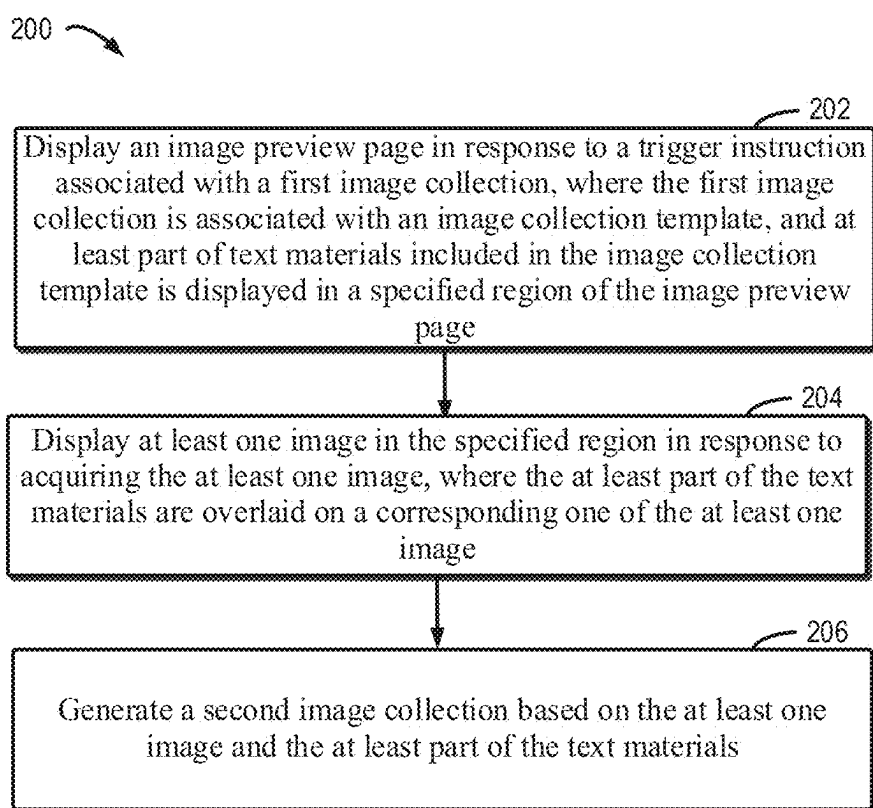 200
202
Display an image preview page in response to a trigger instruction
associated with a first image collection, where the first image
collection is associated with an image collection template, and at
least part of text materials included in the image collection
template is displayed in a specified region of the image preview
page
204
Display at least one image in the specified region in response to
acquiring the at least one image, where the at least part of the text
materials are overlaid on a corresponding one of the at least one
image
206
Generate a second image collection based on the at least one
image and the at least part of the text materials